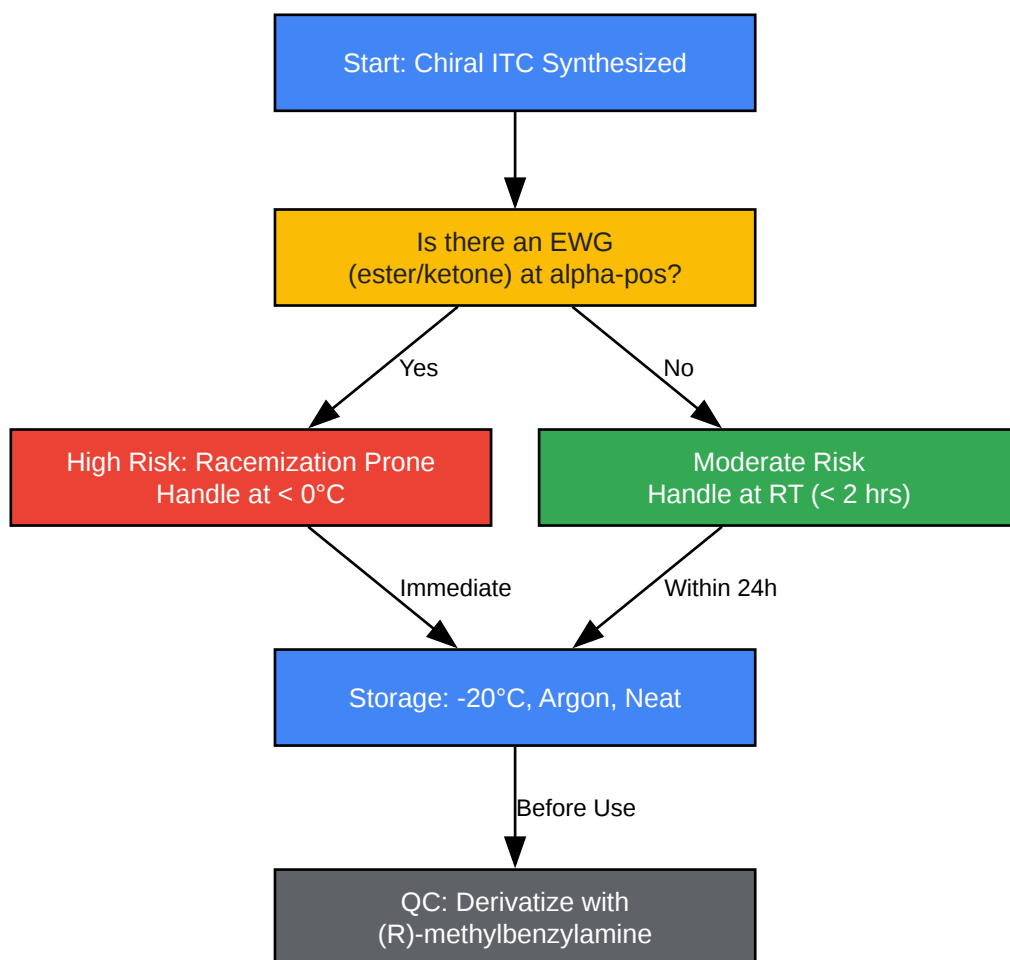 Start: Chiral ITC Synthesized
Is there an EWG
(ester/ketone) at alpha-pos?
Yes
No
High Risk: Racemization Prone
Handle at < 0°C
Moderate Risk
Handle at RT (< 2 hrs)
Immediate
Within 24h
Storage: -20°C, Argon, Neat
Before Use
QC: Derivatize with
(R)-methylbenzylamine